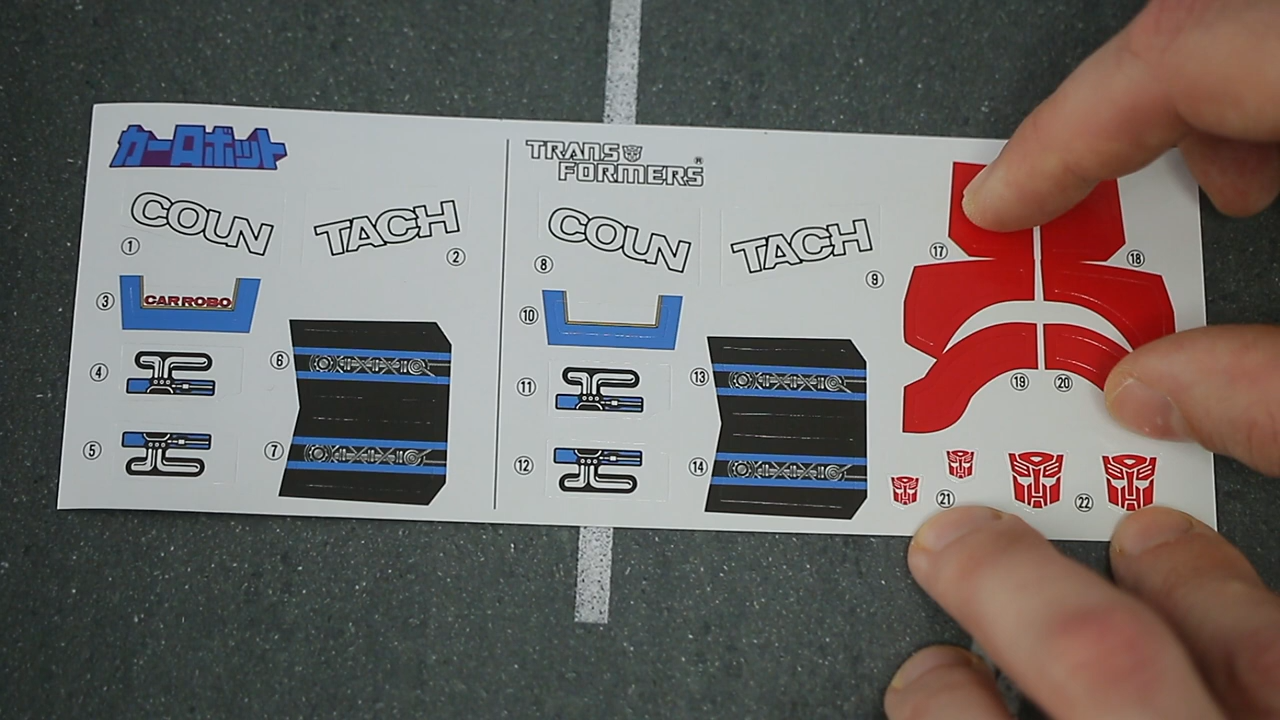 カーロボット
COUN TACH
① ②
③ CAR ROBO
④ ⑥
⑤ ⑦
TRANS
FORMERS®
COUN TACH
⑧ ⑨
⑩
⑪ ⑬
⑫ ⑭
⑰ ⑱
⑲ ⑳
㉑ ㉒